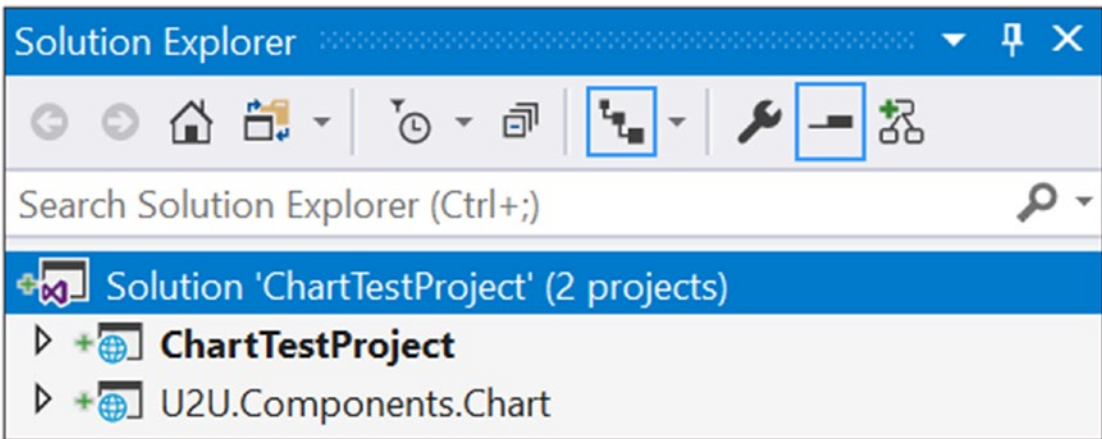 Solution Explorer
Search Solution Explorer (Ctrl+;)
Solution 'ChartTestProject' (2 projects)
ChartTestProject
U2U.Components.Chart